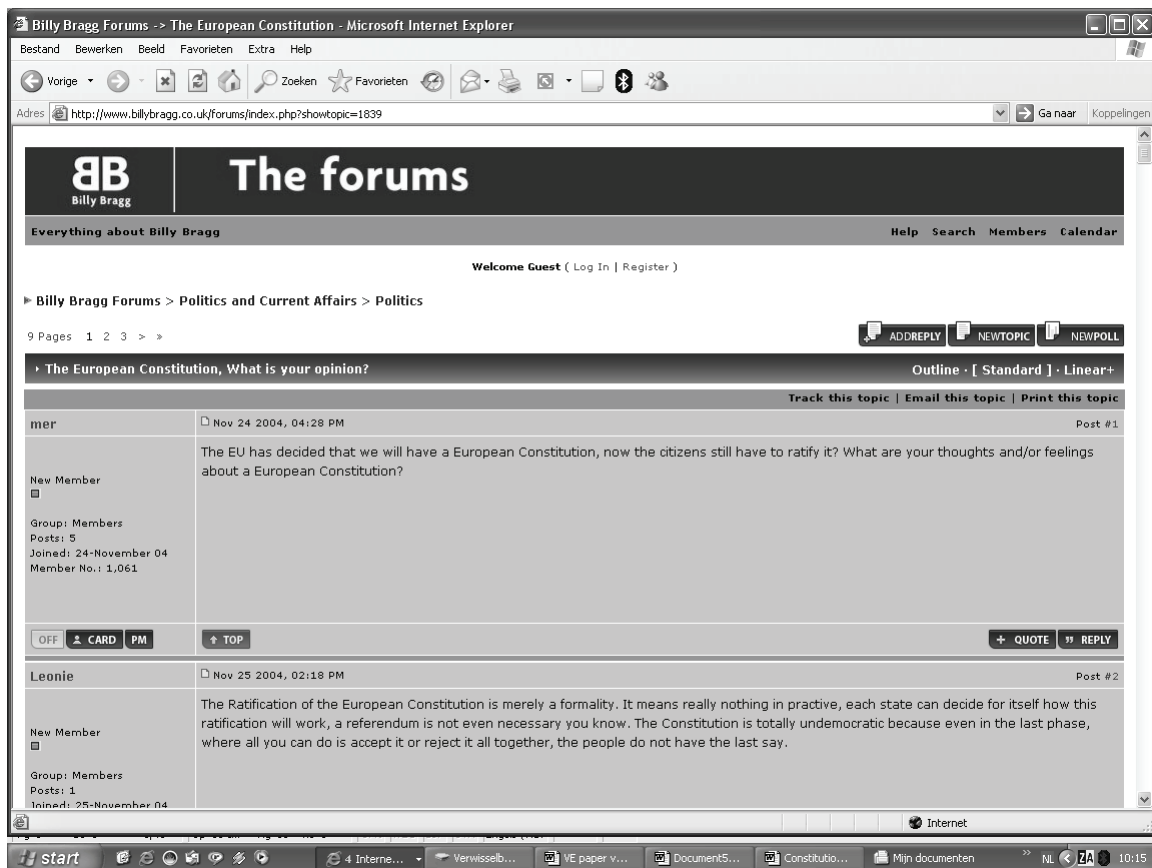 Billy Bragg Forums -> The European Constitution - Microsoft Internet Explorer
Bestand Bewerken Beeld Favorieten Extra Help
Vorige Zoeken Favorieten
Adres http://www.billybragg.co.uk/forums/index.php?showtopic=1839 Ga naar Koppelingen
BB
Billy Bragg
The forums
Everything about Billy Bragg Help Search Members Calendar
Welcome Guest ( Log In | Register )
Billy Bragg Forums > Politics and Current Affairs > Politics
9 Pages 1 2 3 > »
ADDREPLY NEWTOPIC NEWPOLL
The European Constitution, What is your opinion? Outline · [ Standard ] · Linear+
Track this topic | Email this topic | Print this topic
mer Nov 24 2004, 04:28 PM Post #1
The EU has decided that we will have a European Constitution, now the citizens still have to ratify it? What are your thoughts and/or feelings
about a European Constitution?
New Member
Group: Members
Posts: 5
Joined: 24-November 04
Member No.: 1,061
OFF CARD PM TOP + QUOTE REPLY
Leonie Nov 25 2004, 02:18 PM Post #2
The Ratification of the European Constitution is merely a formality. It means really nothing in practive, each state can decide for itself how this
ratification will work, a referendum is not even necessary you know. The Constitution is totally undemocratic because even in the last phase,
where all you can do is accept it or reject it all together, the people do not have the last say.
New Member
Group: Members
Posts: 1
Joined: 25-November 04
Internet
start 4 Interne... Verwisselb... VE paper v... Document5... Constitutio... Mijn documenten » NL ZA 10:15